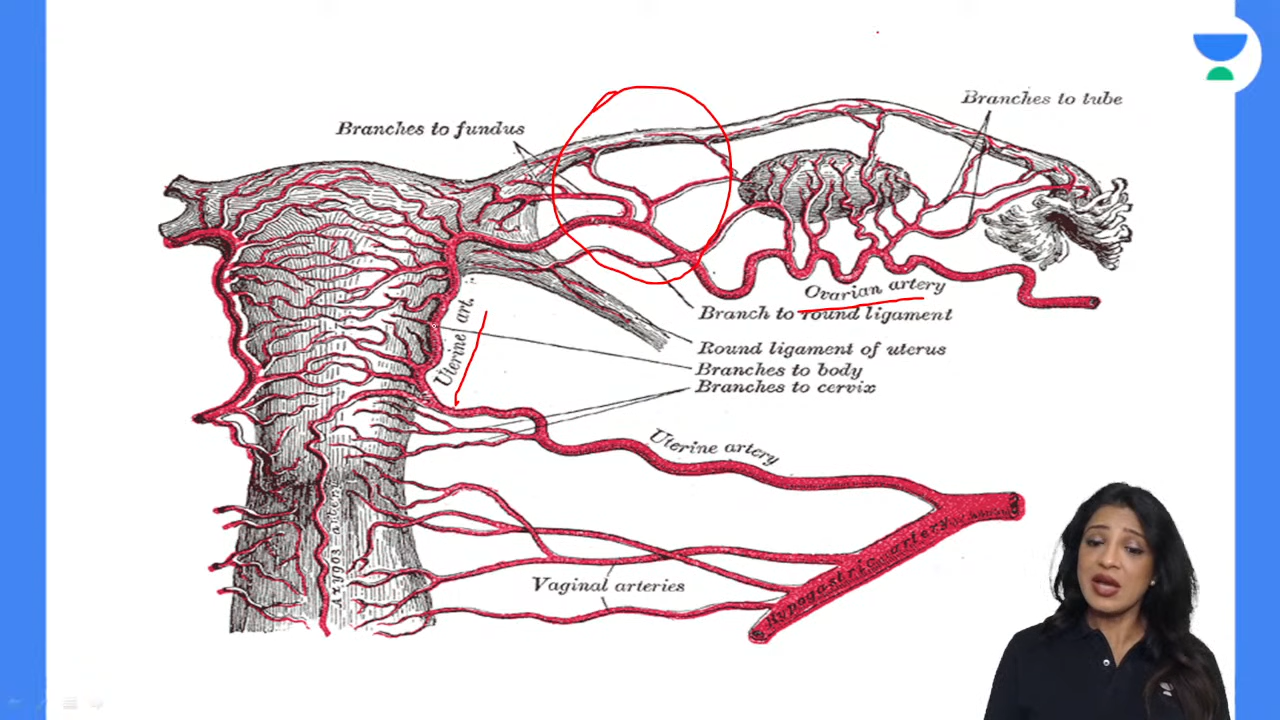 Branches to tube
Branches to fundus
Ovarian artery
Branch to round ligament
Uterine art.
Round ligament of uterus
Branches to body
Branches to cervix
Uterine artery
Azygos artery
Hypogastric artery
Vaginal arteries